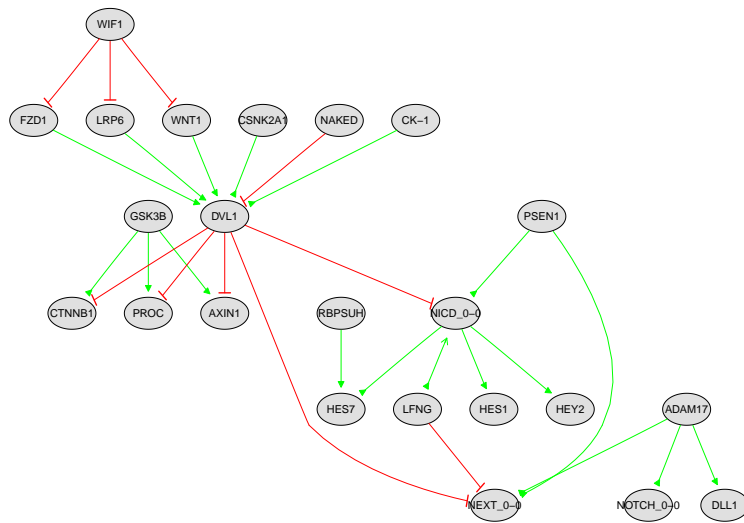 WIF1
FZD1
LRP6
WNT1
CSNK2A1
NAKED
CK−1
GSK3B
DVL1
PSEN1
CTNNB1
PROC
AXIN1
RBPSUH
NICD_0−0
HES7
LFNG
HES1
HEY2
ADAM17
NEXT_0−0
NOTCH_0−0
DLL1